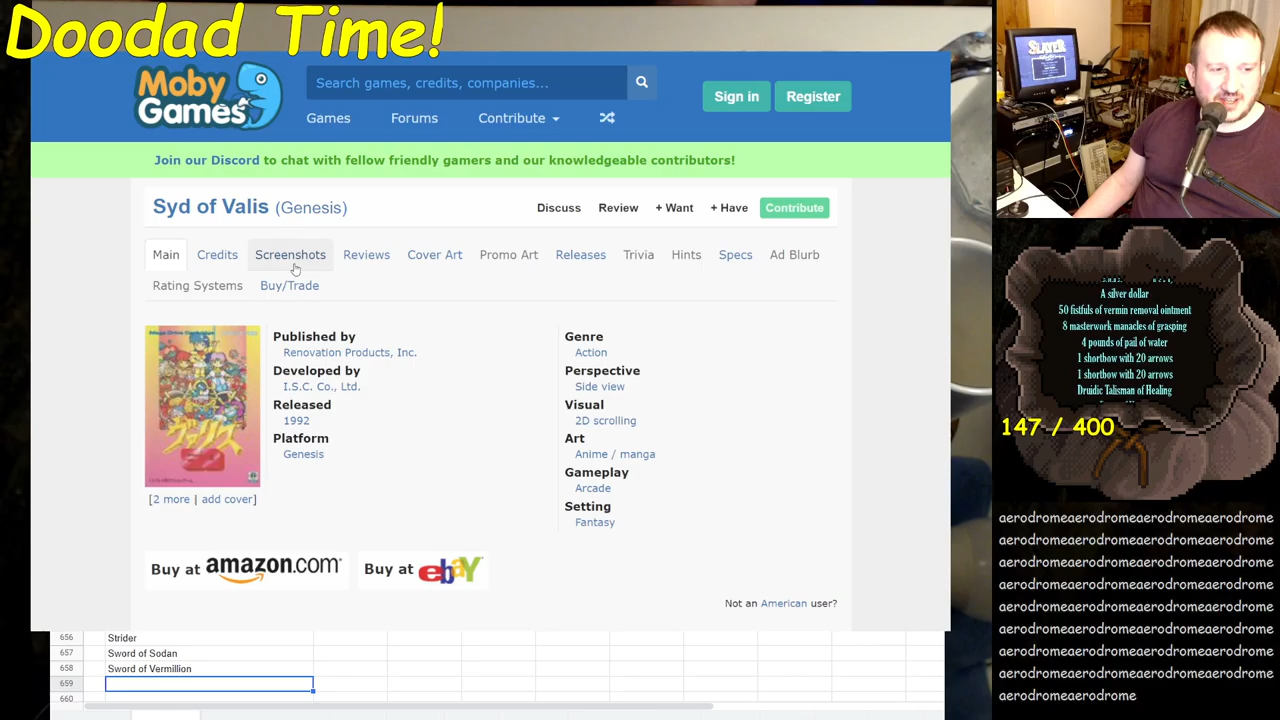 Doodad Time!
Moby Games
Search games, credits, companies...
Sign in
Register
Games
Forums
Contribute
Join our Discord to chat with fellow friendly gamers and our knowledgeable contributors!
Syd of Valis (Genesis)
Discuss
Review
+ Want
+ Have
Contribute
Main
Credits
Screenshots
Reviews
Cover Art
Promo Art
Releases
Trivia
Hints
Specs
Ad Blurb
Rating Systems
Buy/Trade
Published by
Renovation Products, Inc.
Developed by
I.S.C. Co., Ltd.
Released
1992
Platform
Genesis
Genre
Action
Perspective
Side view
Visual
2D scrolling
Art
Anime / manga
Gameplay
Arcade
Setting
Fantasy
ヴァリス
[2 more | add cover]
Buy at amazon.com
Buy at ebay
Not an American user?
656 Strider
657 Sword of Sodan
658 Sword of Vermillion
659
660
SLAYER
A silver dollar
50 fistfuls of vermin removal ointment
8 masterwork manacles of grasping
4 pounds of pail of water
1 shortbow with 20 arrows
1 shortbow with 20 arrows
Druidic Talisman of Healing
147 / 400
aerodromeaerodromeaerodromeaerodrome
aerodromeaerodromeaerodromeaerodrome
aerodromeaerodromeaerodromeaerodrome
aerodromeaerodromeaerodromeaerodrome
aerodromeaerodromeaerodromeaerodrome
aerodromeaerodromeaerodromeaerodrome
aerodromeaerodromeaerodromeaerodrome
aerodromeaerodromeaerodromeaerodrome
aerodromeaerodrome